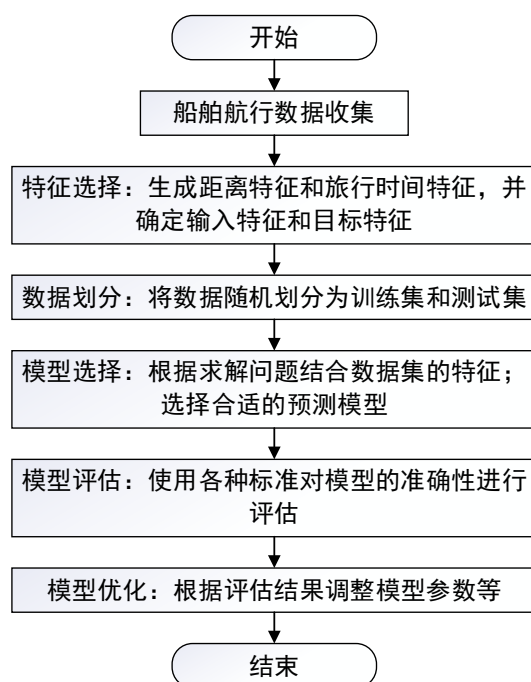 开始
船舶航行数据收集
特征选择：生成距离特征和旅行时间特征，并
确定输入特征和目标特征
数据划分：将数据随机划分为训练集和测试集
模型选择：根据求解问题结合数据集的特征；
选择合适的预测模型
模型评估：使用各种标准对模型的准确性进行
评估
模型优化：根据评估结果调整模型参数等
结束